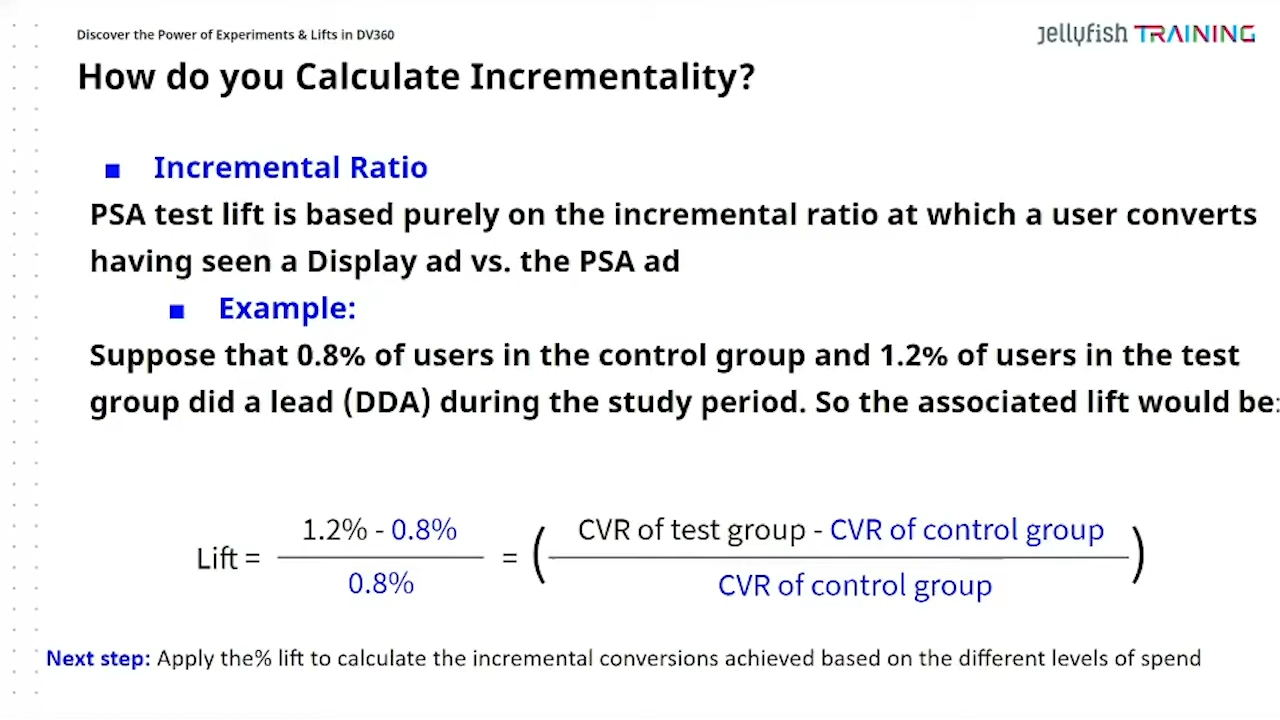 Discover the Power of Experiments & Lifts in DV360
jellyfish TRAINING
How do you Calculate Incrementality?
■ Incremental Ratio
PSA test lift is based purely on the incremental ratio at which a user converts
having seen a Display ad vs. the PSA ad
■ Example:
Suppose that 0.8% of users in the control group and 1.2% of users in the test
group did a lead (DDA) during the study period. So the associated lift would be:
1.2% - 0.8%
CVR of test group - CVR of control group
Lift = = ( )
0.8%
CVR of control group
Next step: Apply the% lift to calculate the incremental conversions achieved based on the different levels of spend